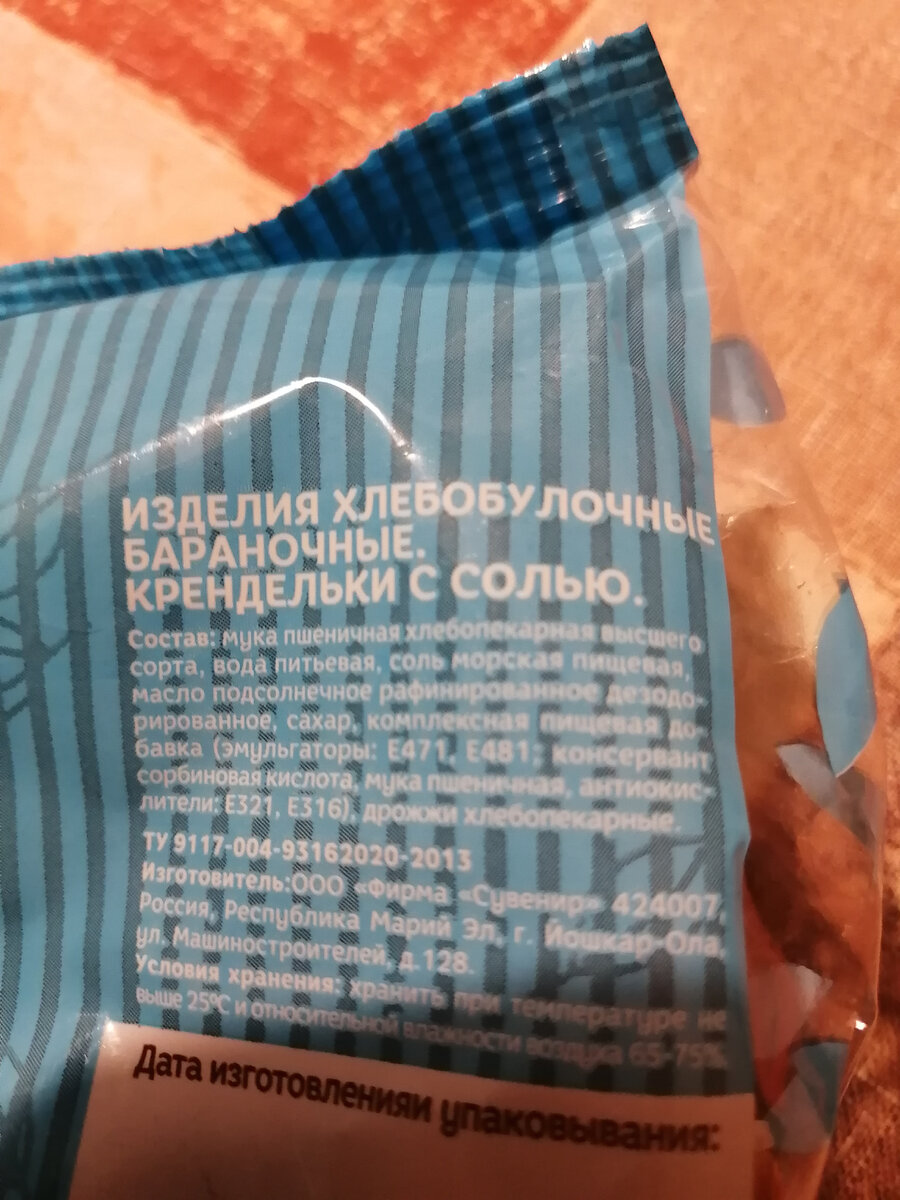 ИЗДЕЛИЯ ХЛЕБОБУЛОЧНЫЕ
БАРАНОЧНЫЕ.
КРЕНДЕЛЬКИ С СОЛЬЮ.
Состав: мука пшеничная хлебопекарная высшего
сорта, вода питьевая, соль морская пищевая,
масло подсолнечное рафинированное дезодо-
рированное, сахар, комплексная пищевая до-
бавка (эмульгаторы: Е471, Е481; консервант
сорбиновая кислота, мука пшеничная, антиокис-
лители: Е321, Е316), дрожжи хлебопекарные.
ТУ 9117-004-93162020-2013
Изготовитель:ООО «Фирма «Сувенир» 424007,
Россия, Республика Марий Эл, г. Йошкар-Ола,
ул. Машиностроителей, д. 128.
Условия хранения: хранить при температуре не
выше 25°С и относительной влажности воздуха 65-75%
Дата изготовленияи упаковывания: